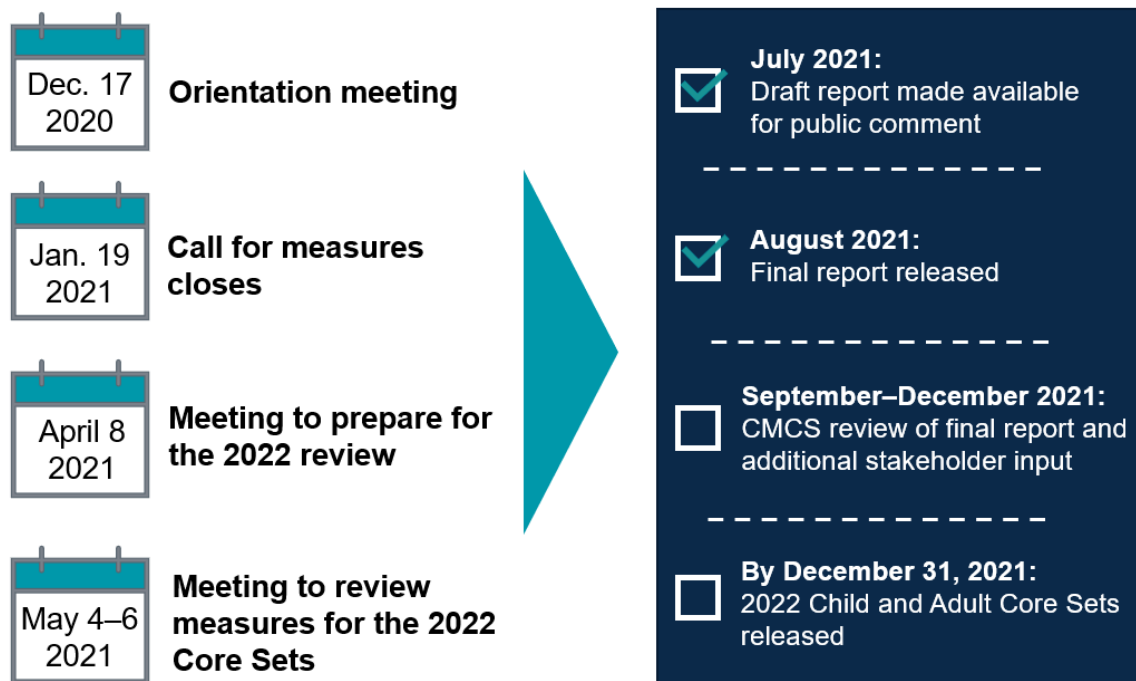 Dec. 17
2020
Orientation meeting
Jan. 19
2021
Call for measures
closes
April 8
2021
Meeting to prepare for
the 2022 review
May 4–6
2021
Meeting to review
measures for the 2022
Core Sets
July 2021:
Draft report made available
for public comment
August 2021:
Final report released
September–December 2021:
CMCS review of final report and
additional stakeholder input
By December 31, 2021:
2022 Child and Adult Core Sets
released